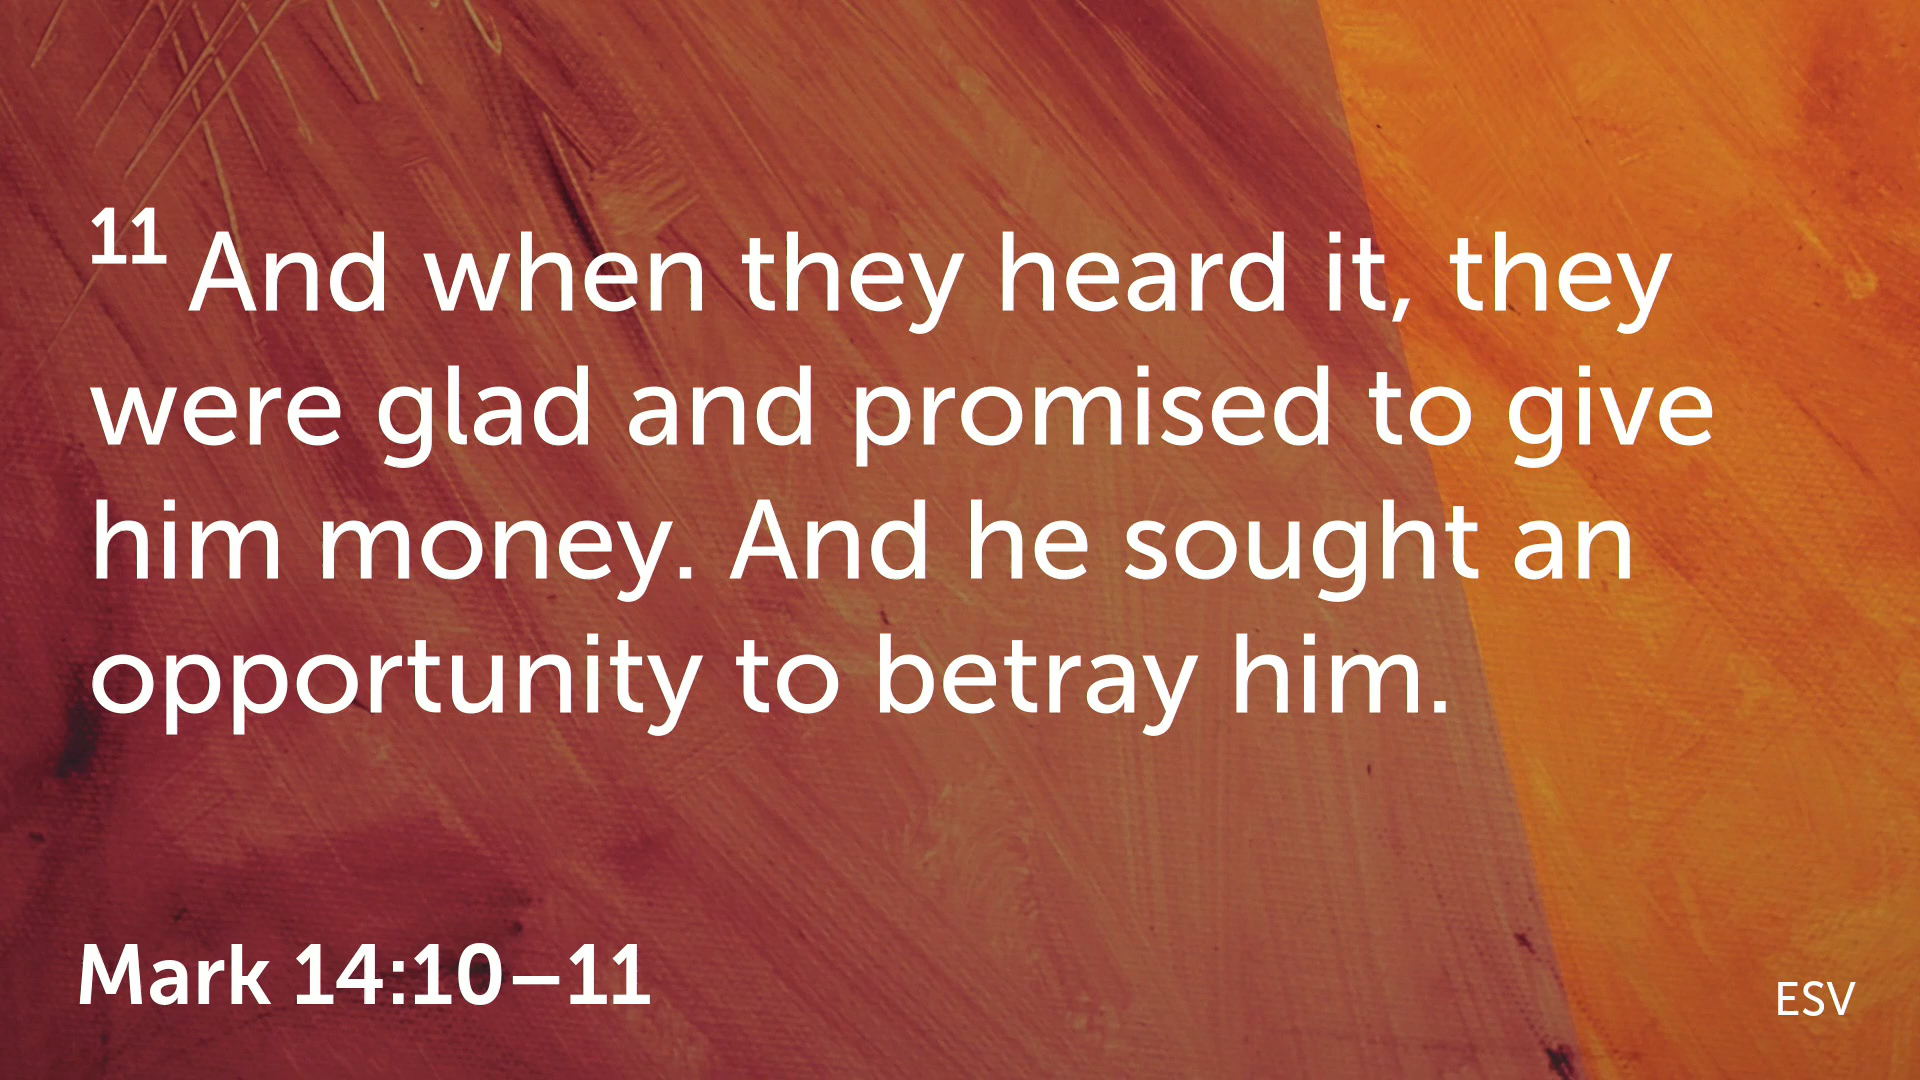 11 And when they heard it, they
were glad and promised to give
him money. And he sought an
opportunity to betray him.
Mark 14:10–11
ESV